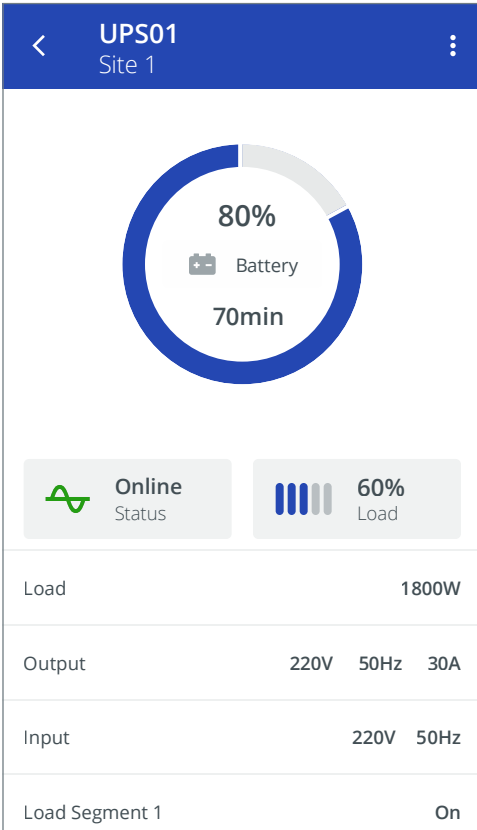 UPS01
Site 1
80%
Battery
70min
Online
Status
60%
Load
Load 1800W
Output 220V 50Hz 30A
Input 220V 50Hz
Load Segment 1 On